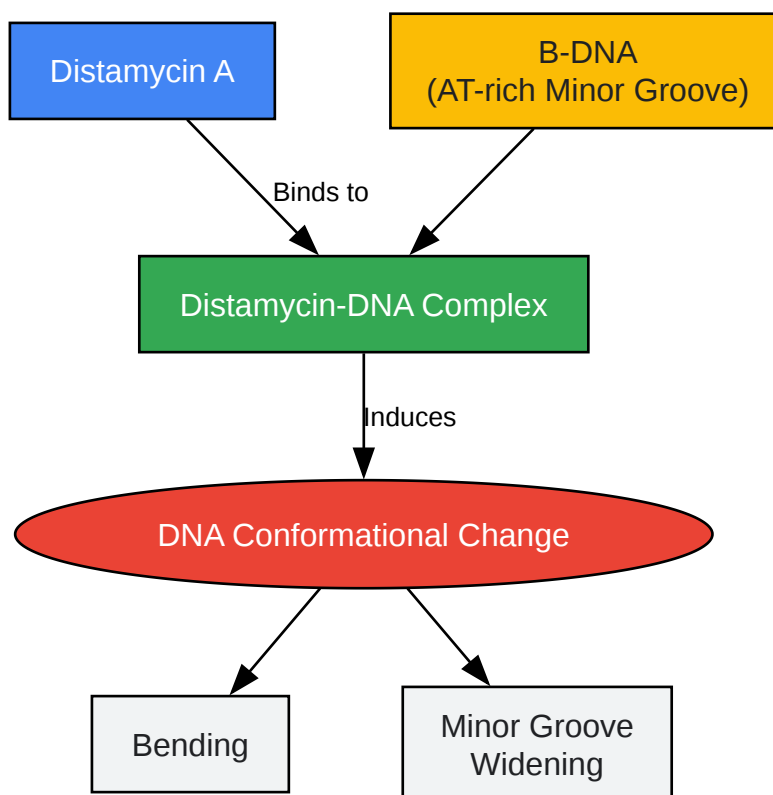 Distamycin A
B-DNA
(AT-rich Minor Groove)
Binds to
Distamycin-DNA Complex
Induces
DNA Conformational Change
Bending
Minor Groove
Widening